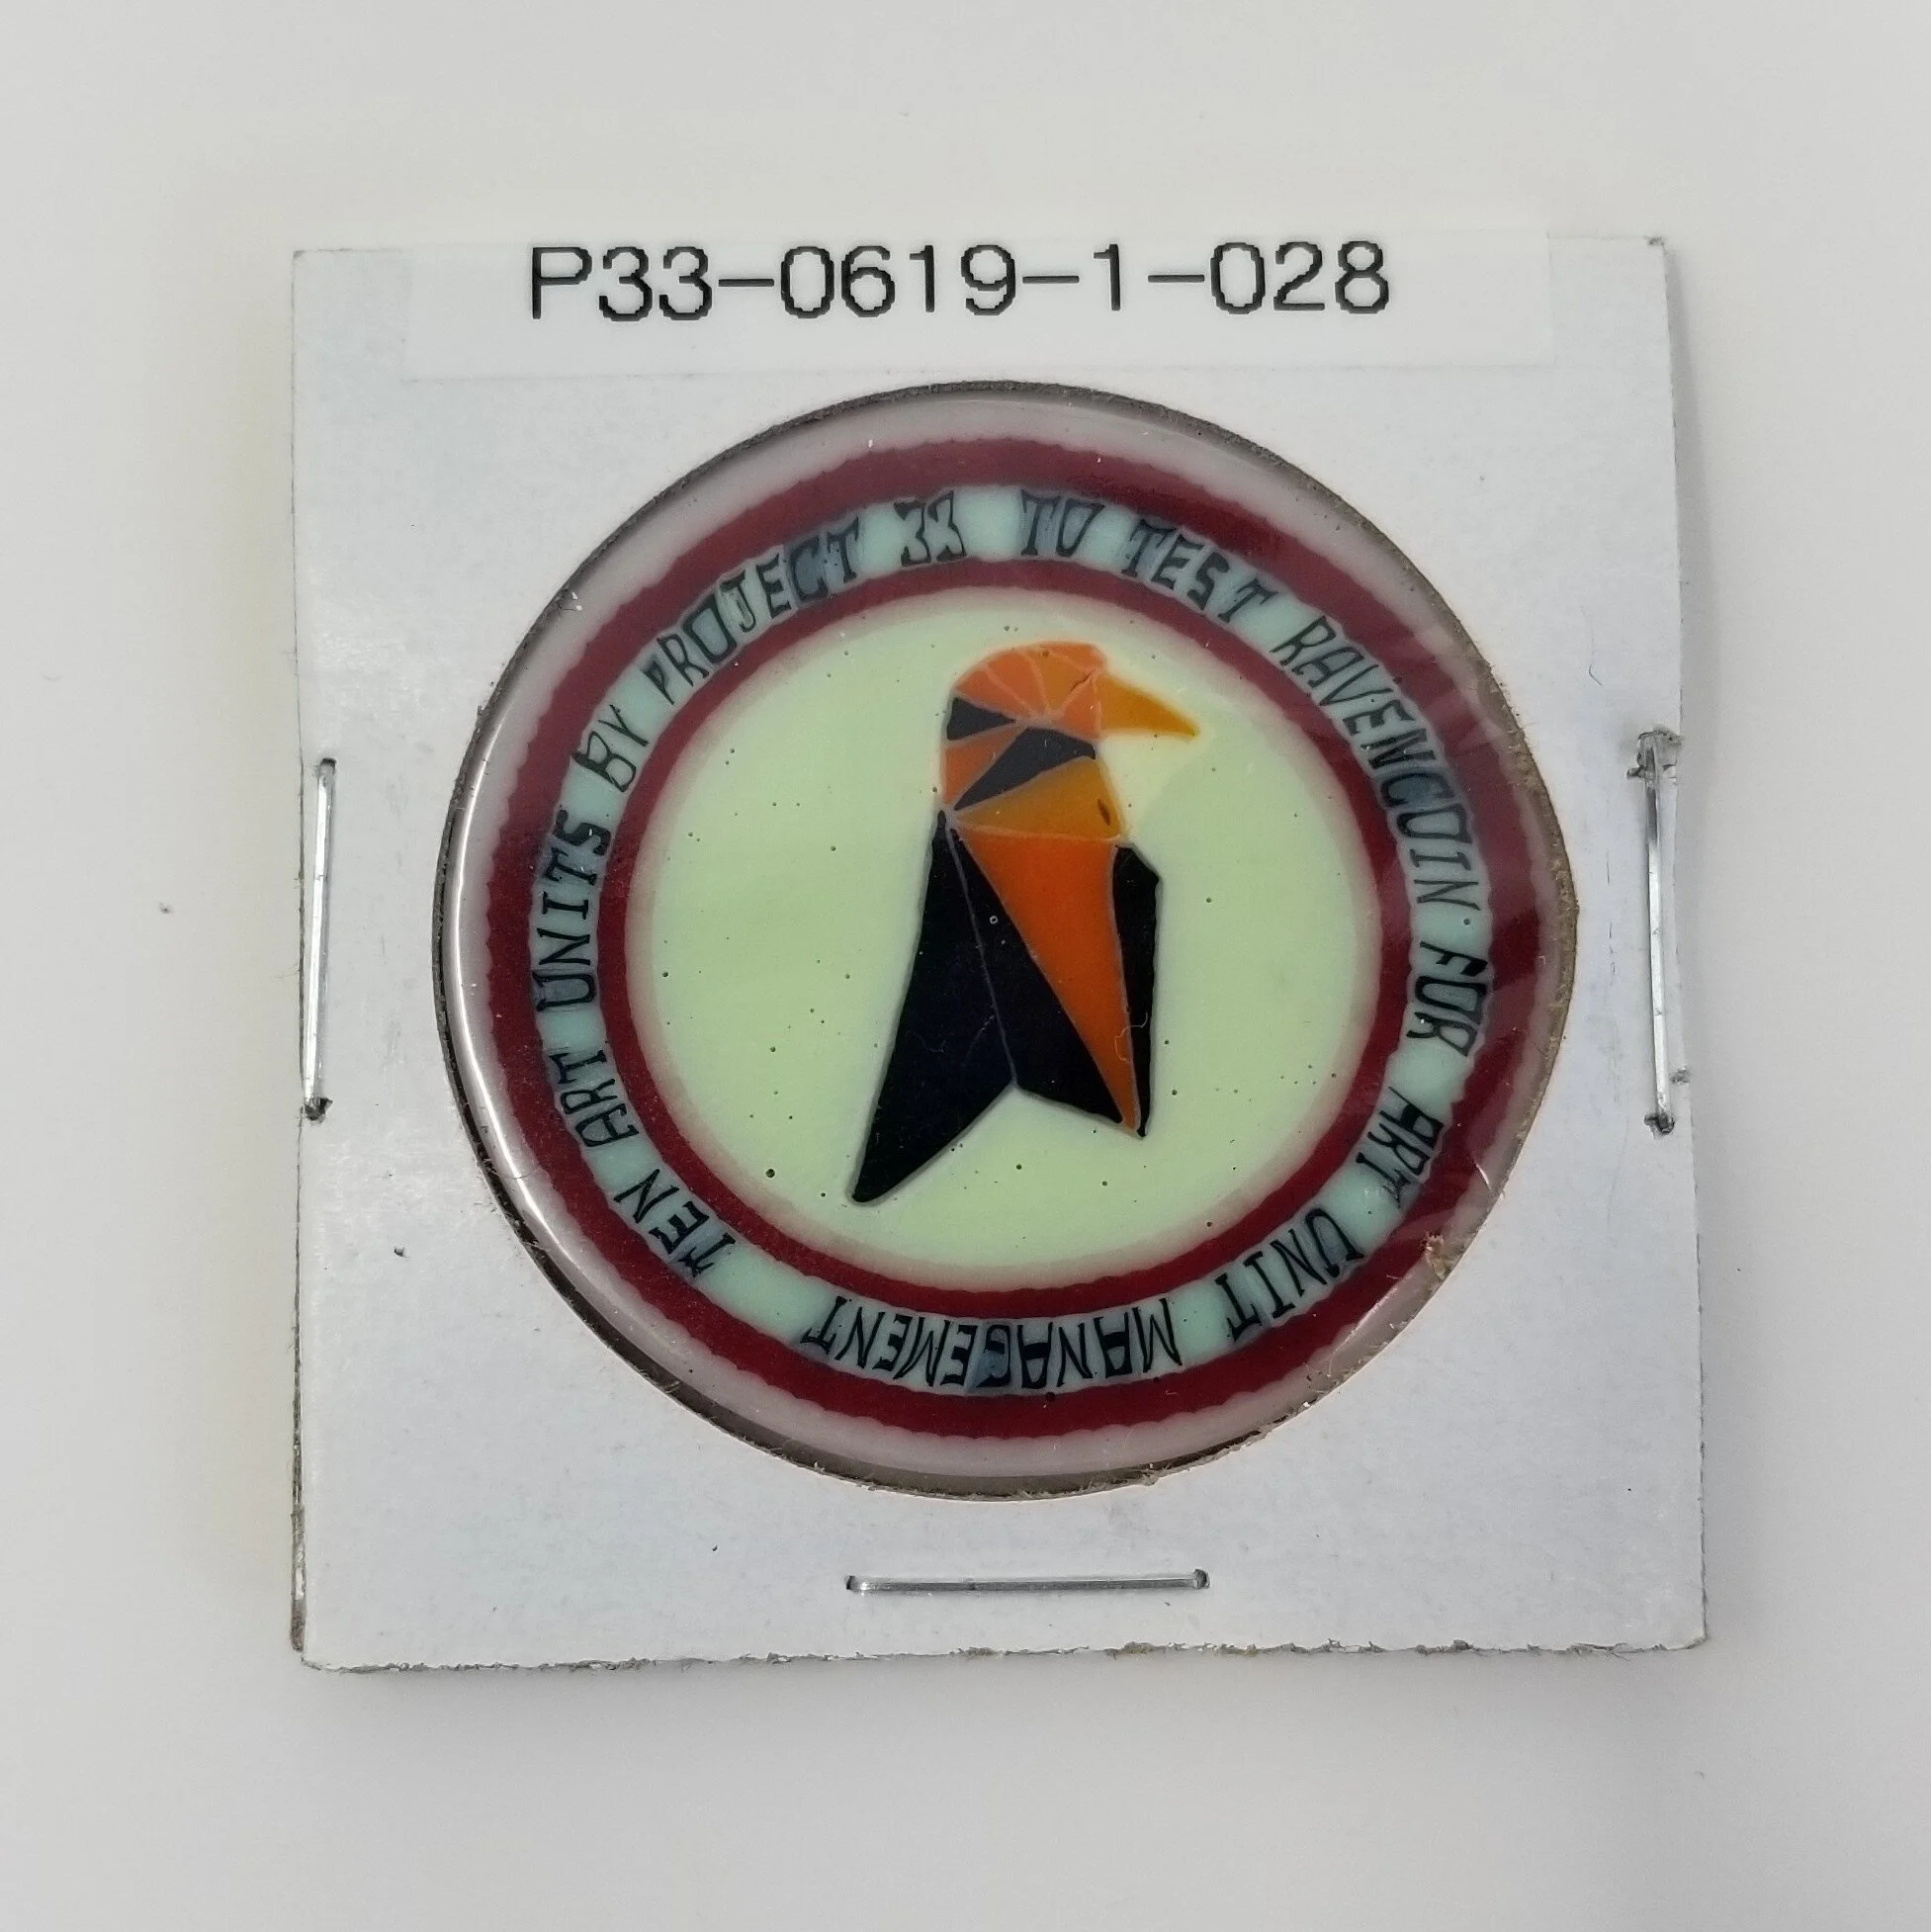 P33-0619-1-028
TEN ART UNITS BY PROJECT 33 TO TEST RAVENCOIN FOR ART UNIT MANAGEMENT